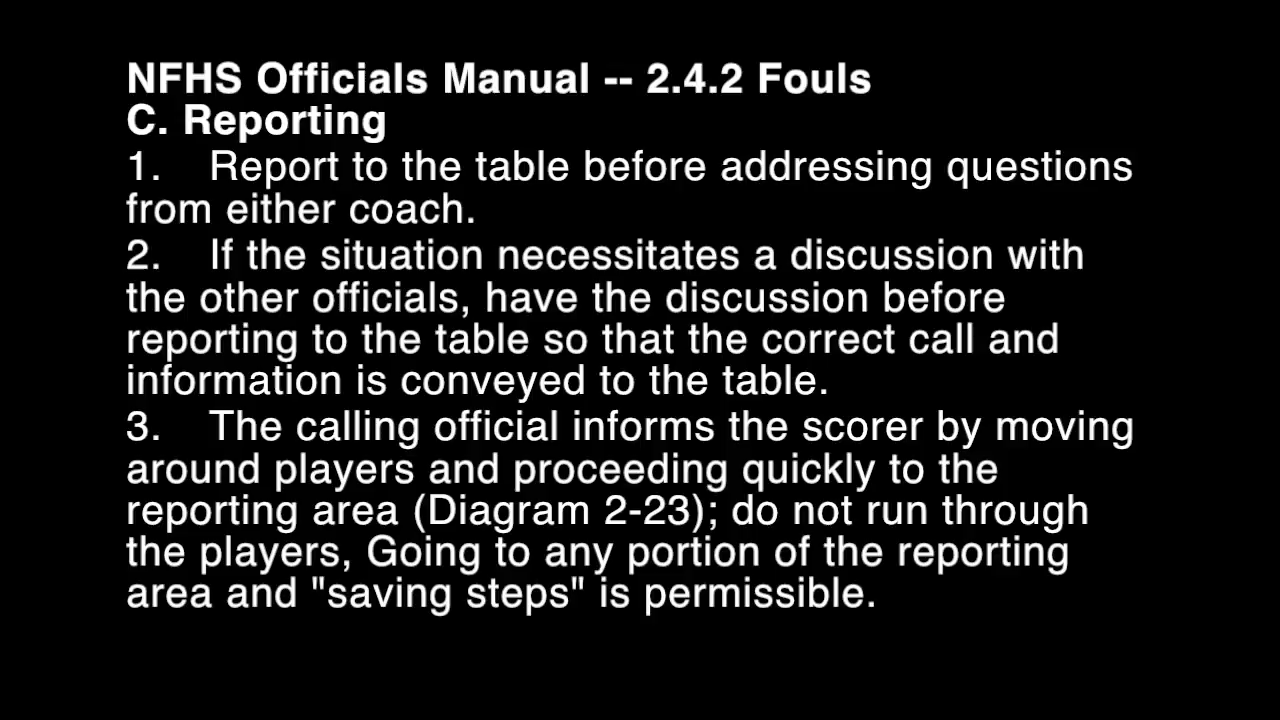 NFHS Officials Manual -- 2.4.2 Fouls
C. Reporting
1. Report to the table before addressing questions
from either coach.
2. If the situation necessitates a discussion with
the other officials, have the discussion before
reporting to the table so that the correct call and
information is conveyed to the table.
3. The calling official informs the scorer by moving
around players and proceeding quickly to the
reporting area (Diagram 2-23); do not run through
the players, Going to any portion of the reporting
area and "saving steps" is permissible.